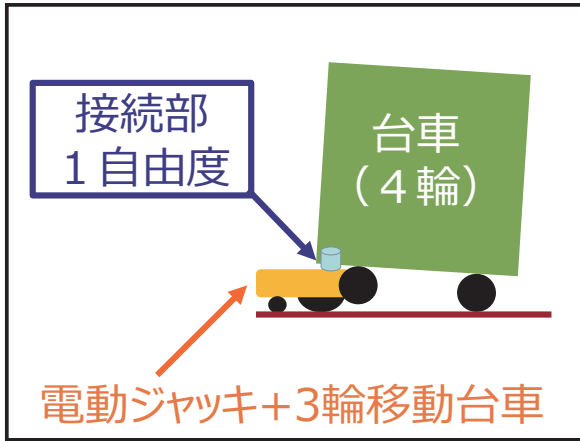 接続部
１自由度
台車
（４輪）
電動ジャッキ+3輪移動台車